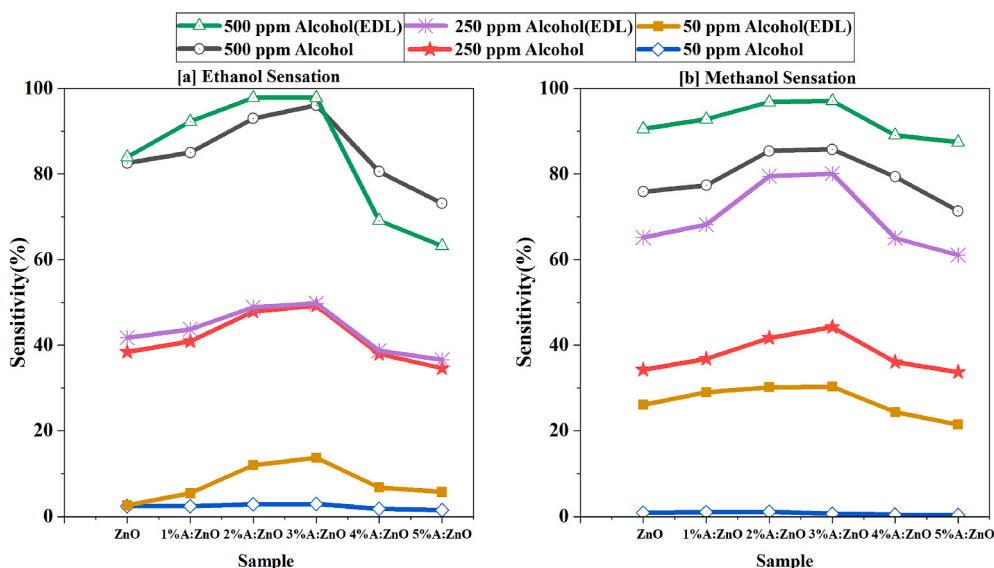 500 ppm Alcohol(EDL) 250 ppm Alcohol(EDL) 50 ppm Alcohol(EDL)
500 ppm Alcohol 250 ppm Alcohol 50 ppm Alcohol
[a] Ethanol Sensation
100
80
60
40
20
0
Sensitivity(%)
ZnO 1%A:ZnO 2%A:ZnO 3%A:ZnO 4%A:ZnO 5%A:ZnO
Sample
[b] Methanol Sensation
100
80
60
40
20
0
Sensitivity(%)
ZnO 1%A:ZnO 2%A:ZnO 3%A:ZnO 4%A:ZnO 5%A:ZnO
Sample